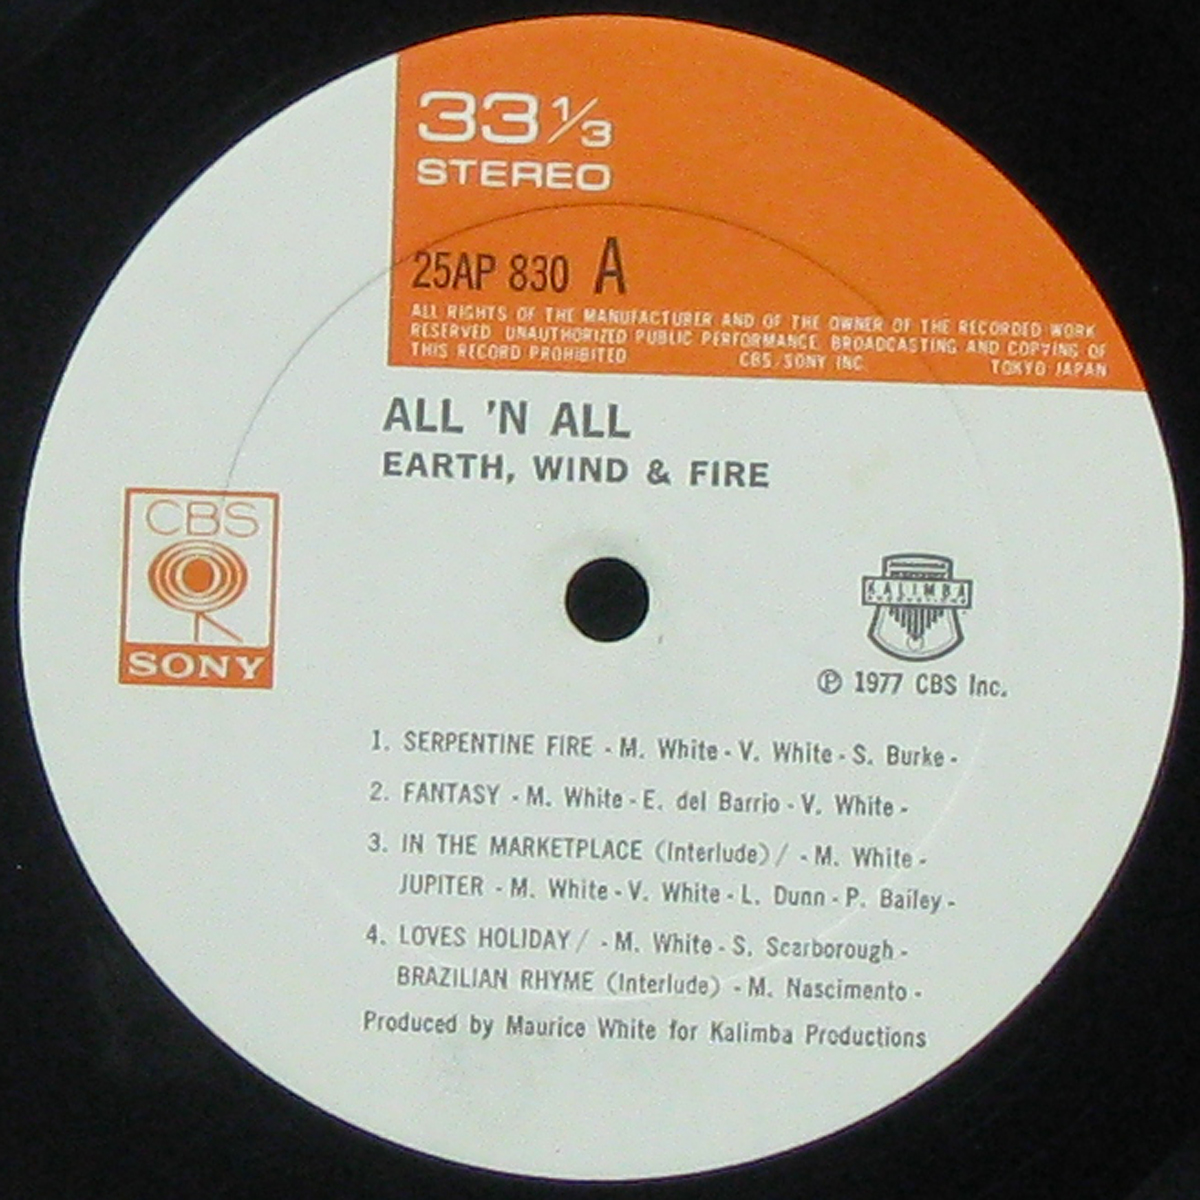 33 1/3
STEREO
25AP 830 A
ALL RIGHTS OF THE MANUFACTURER AND OF THE OWNER OF THE RECORDED WORK
RESERVED UNAUTHORIZED PUBLIC PERFORMANCE BROADCASTING AND COPYING OF
THIS RECORD PROHIBITED CBS/SONY INC. TOKYO JAPAN
ALL 'N ALL
EARTH, WIND & FIRE
CBS
SONY
KALIMBA
℗ 1977 CBS Inc.
1. SERPENTINE FIRE - M. White - V. White - S. Burke -
2. FANTASY - M. White - E. del Barrio - V. White -
3. IN THE MARKETPLACE (Interlude) / - M. White -
JUPITER - M. White - V. White - L. Dunn - P. Bailey -
4. LOVES HOLIDAY / - M. White - S. Scarborough -
BRAZILIAN RHYME (Interlude) - M. Nascimento -
Produced by Maurice White for Kalimba Productions